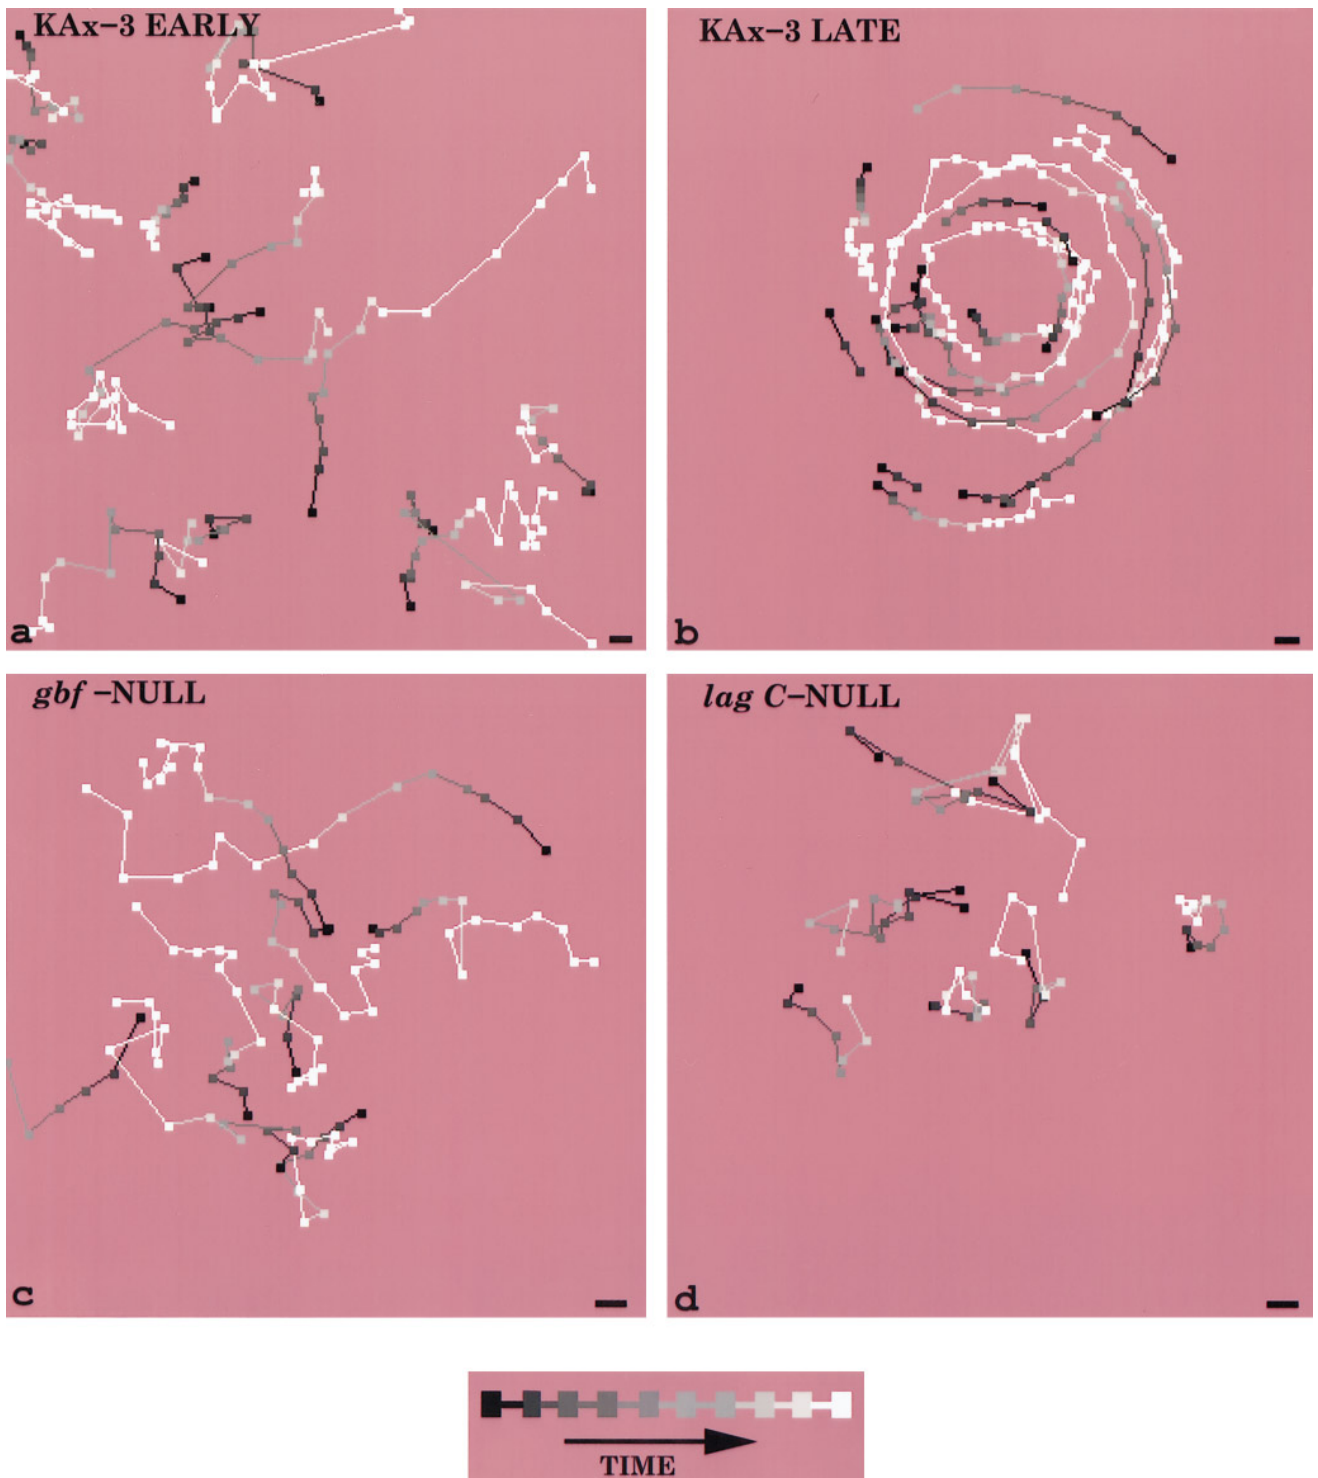 KAx-3 EARLY
a
KAx-3 LATE
b
gbf -NULL
c
lag C-NULL
d
TIME